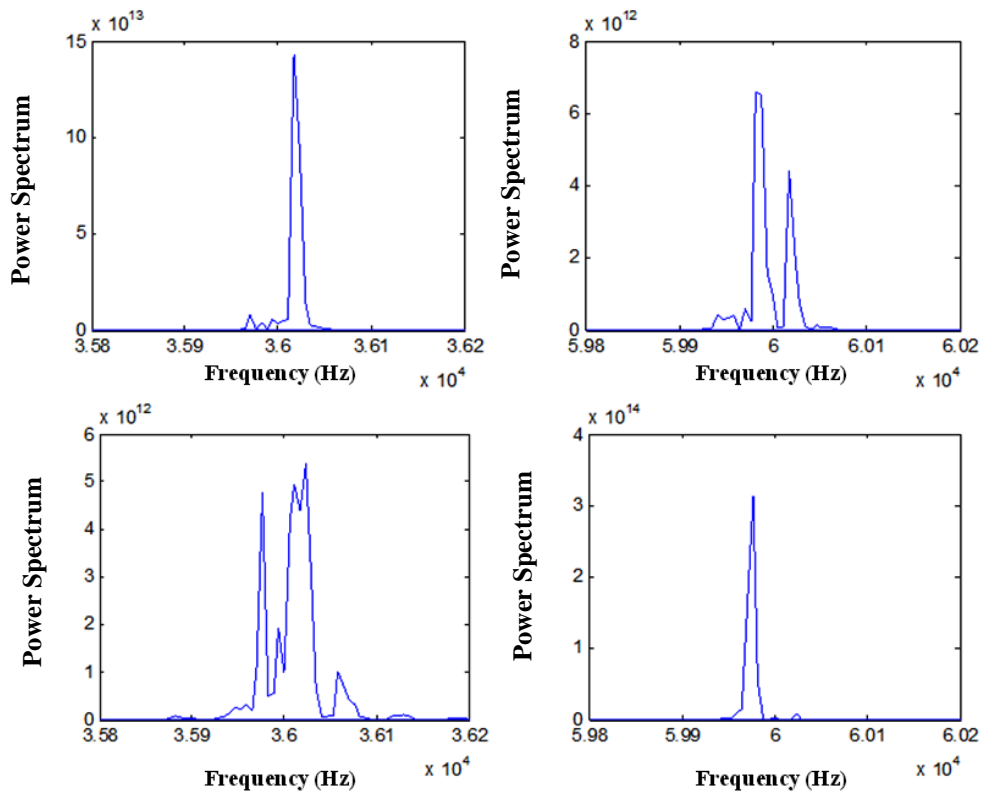 x 10^13
15
10
5
0
Power Spectrum
3.58 3.59 3.6 3.61 3.62
Frequency (Hz)
x 10^4
x 10^12
8
6
4
2
0
Power Spectrum
5.98 5.99 6 6.01 6.02
Frequency (Hz)
x 10^4
x 10^12
6
5
4
3
2
1
0
Power Spectrum
3.58 3.59 3.6 3.61 3.62
Frequency (Hz)
x 10^4
x 10^14
4
3
2
1
0
Power Spectrum
5.98 5.99 6 6.01 6.02
Frequency (Hz)
x 10^4